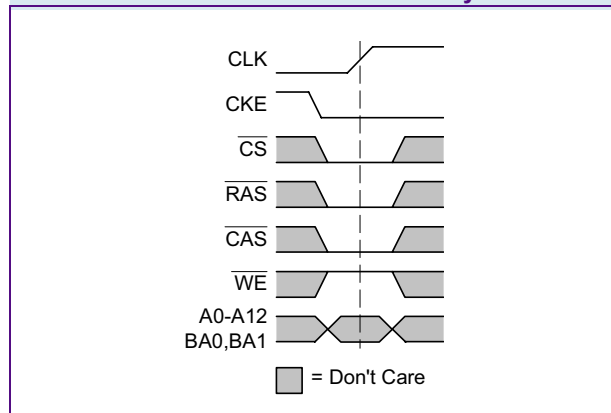 CLK
CKE
CS
RAS
CAS
WE
A0-A12
BA0,BA1
= Don't Care